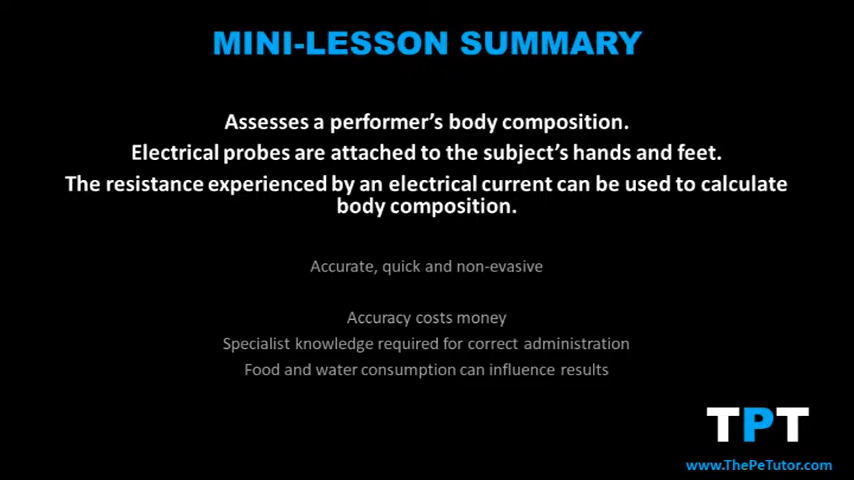 MINI-LESSON SUMMARY
Assesses a performer's body composition.
Electrical probes are attached to the subject's hands and feet.
The resistance experienced by an electrical current can be used to calculate
body composition.
Accurate, quick and non-evasive
Accuracy costs money
Specialist knowledge required for correct administration
Food and water consumption can influence results
TPT
www.ThePeTutor.com